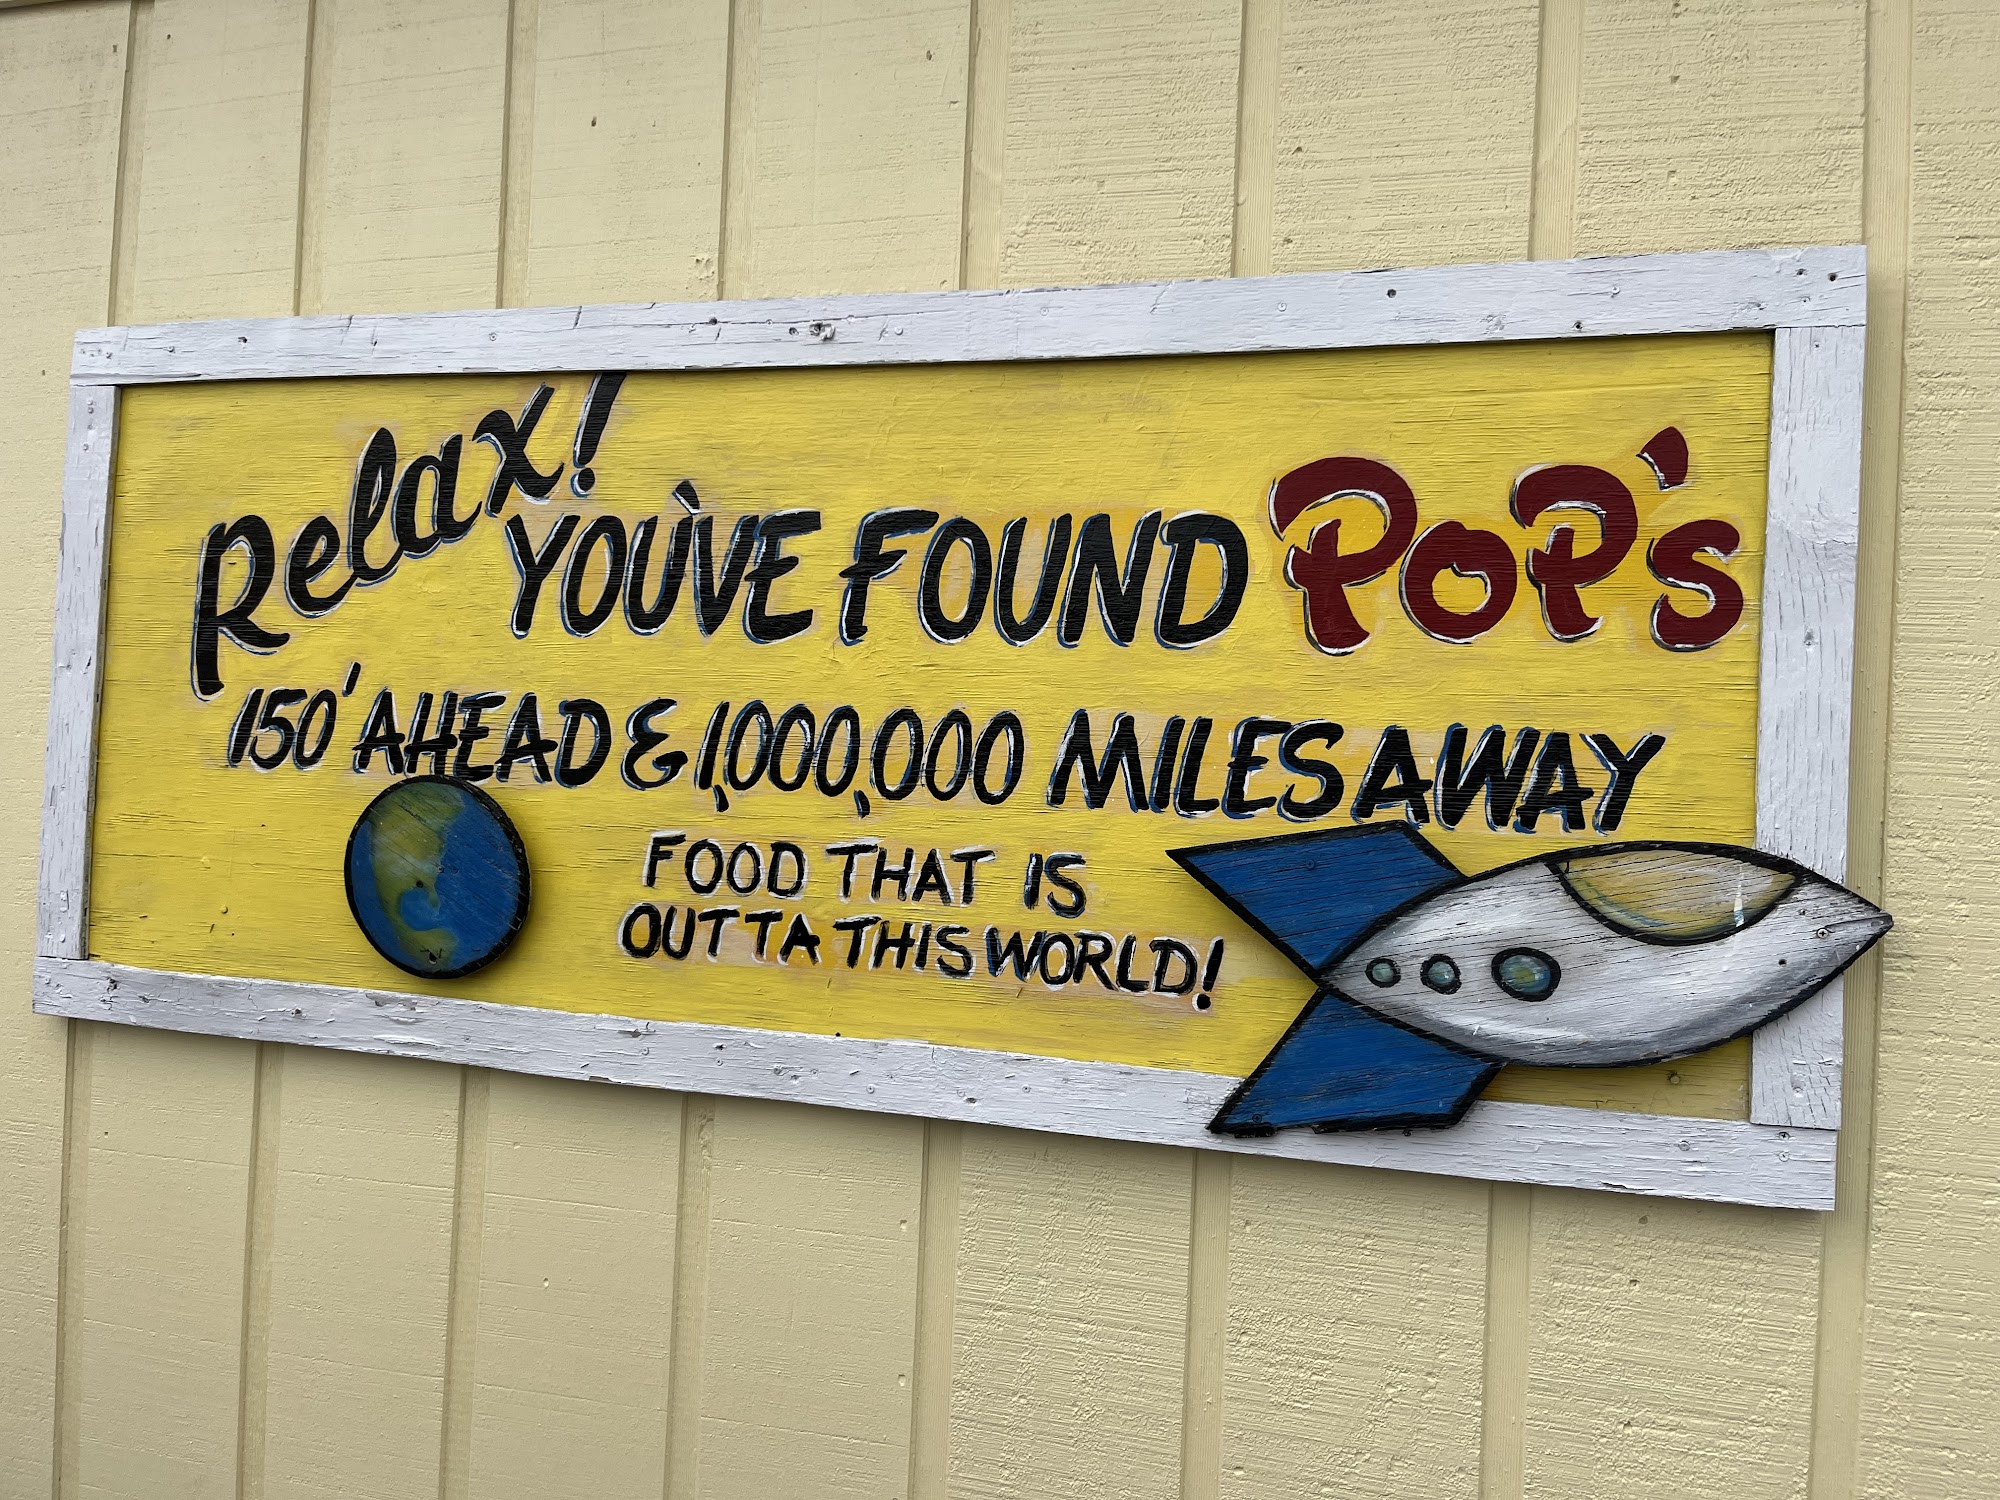 Relax! YOU'VE FOUND POP'S
150' AHEAD & 1,000,000 MILES AWAY
FOOD THAT IS
OUTTA THIS WORLD!